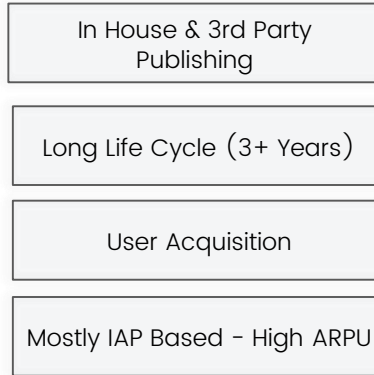 In House & 3rd Party
Publishing
Long Life Cycle (3+ Years)
User Acquisition
Mostly IAP Based - High ARPU